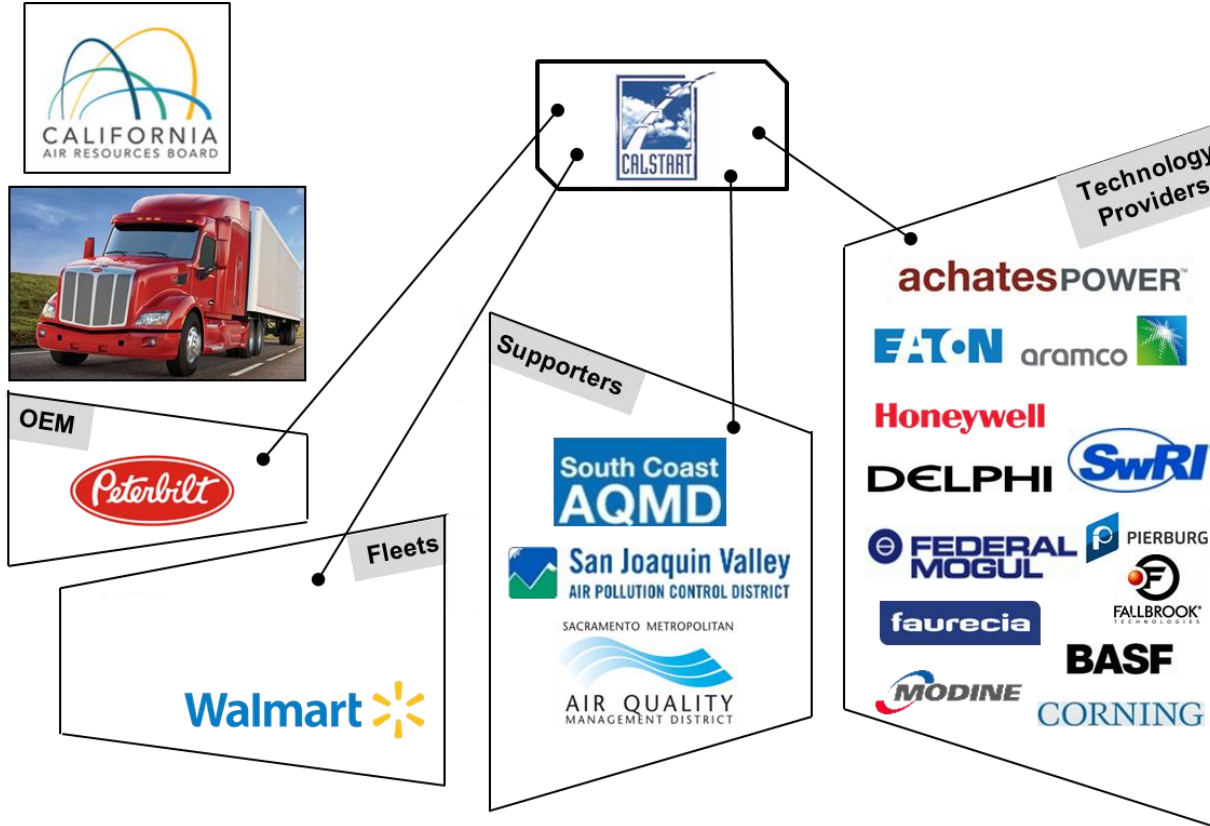 CALIFORNIA
AIR RESOURCES BOARD
CALSTART
Technology
Providers
achatesPOWER™
EATON
aramco
Honeywell
DELPHI
SwRI
FEDERAL
MOGUL
PIERBURG
FALLBROOK®
TECHNOLOGIES
faurecia
BASF
MODINE
CORNING
Supporters
South Coast
AQMD
San Joaquin Valley
AIR POLLUTION CONTROL DISTRICT
SACRAMENTO METROPOLITAN
AIR QUALITY
MANAGEMENT DISTRICT
OEM
Peterbilt
Fleets
Walmart